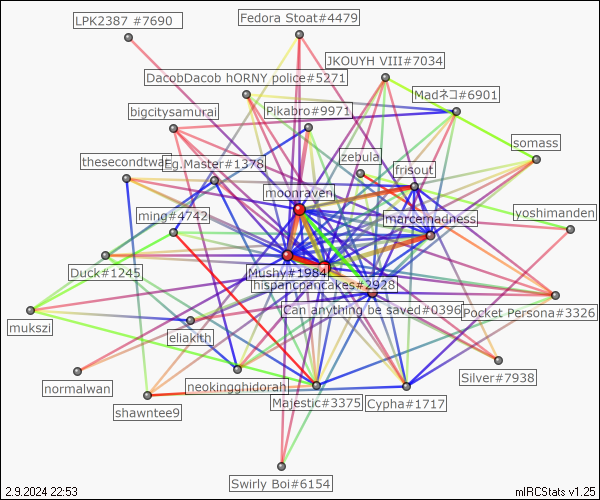 LPK2387 #7690
Fedora Stoat#4479
JKOUYH VIII#7034
DacobDacob hORNY police#5271
Madネコ#6901
bigcitysamurai
Pikabro#9971
somass
thesecondtwa
Eg.Master#1378
zebula
frisout
moonraven
ming#4742
marcemadness
yoshimanden
Duck#1245
Mushy#1984
hispancpancakes#2928
Can anything be saved#0396
Pocket Persona#3326
mukszi
eliakith
normalwan
neokingghidorah
Silver#7938
shawntee9
Majestic#3375
Cypha#1717
Swirly Boi#6154
2.9.2024 22:53
mIRCStats v1.25